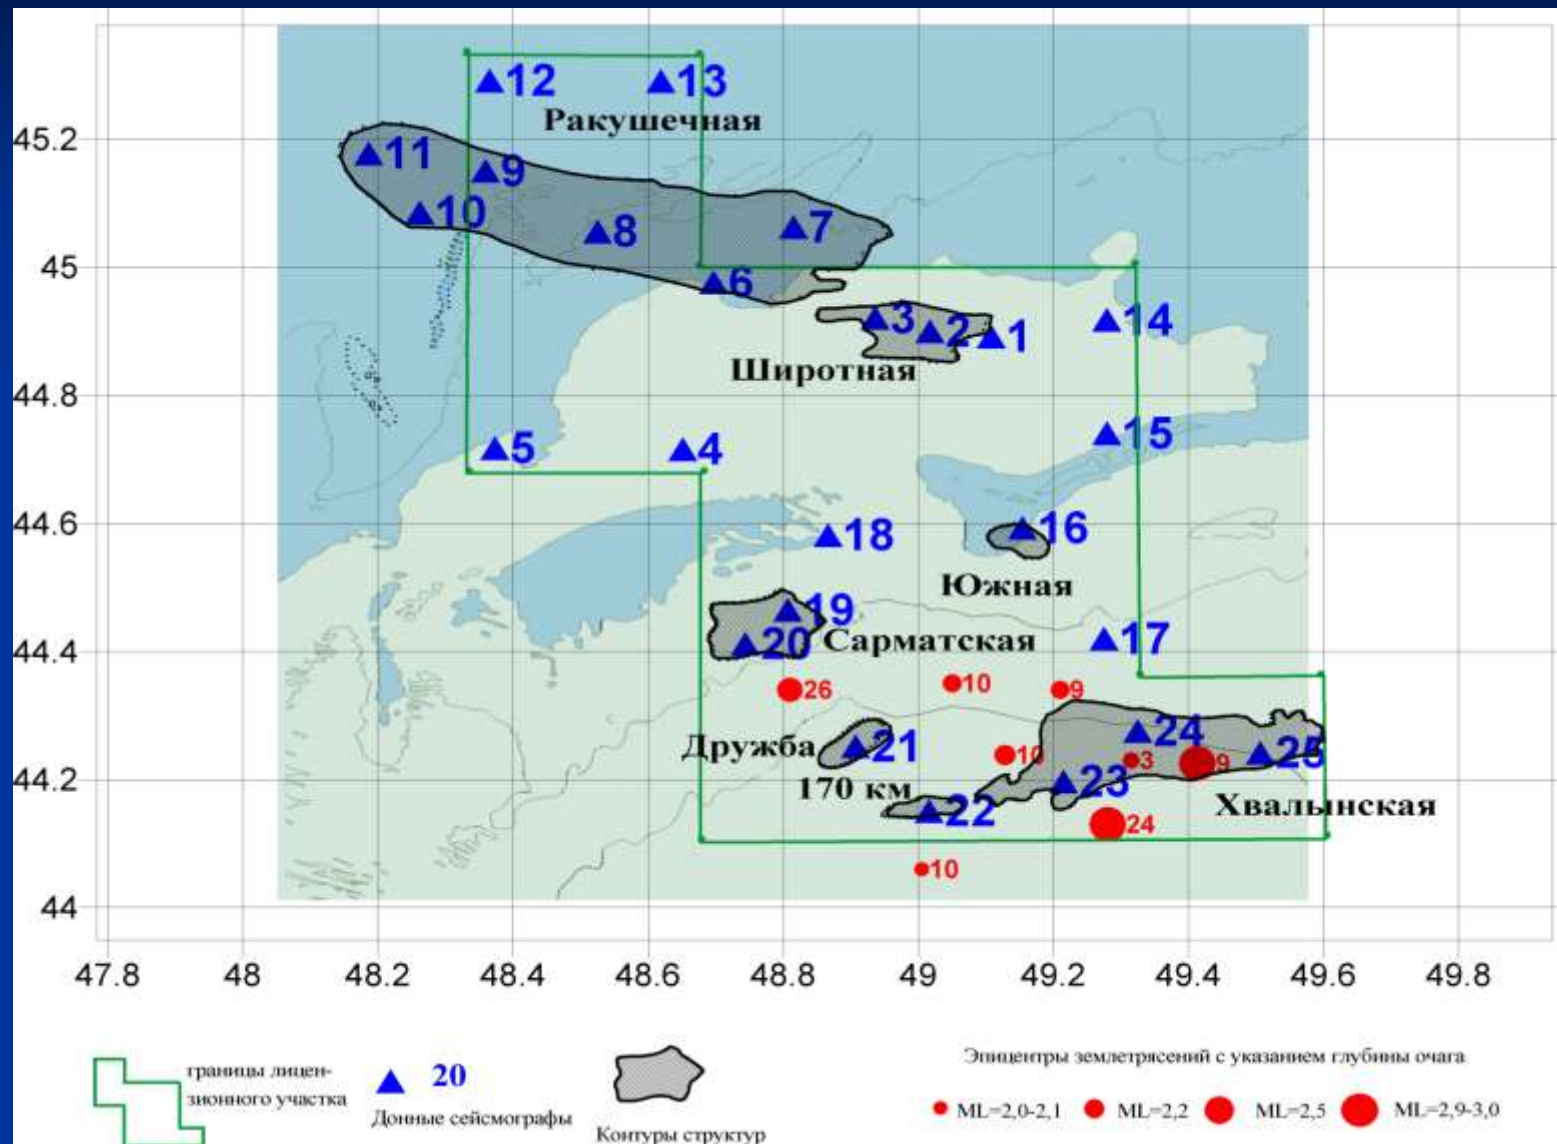 12 13
Ракушечная
45.2
11 9
10
8 7
45
6
3 2 1 14
Широтная
44.8
5 4 15
44.6
18 16
Южная
19
20 Сарматская 17
44.4
26 10 9
Дружба 21 24
10 3 9 25
170 км 23
44.2
22 Хвалынская
24
10
44
47.8 48 48.2 48.4 48.6 48.8 49 49.2 49.4 49.6 49.8
границы лицен-
зионного участка
20
Донные сейсмографы
Контуры структур
Эпицентры землетрясений с указанием глубины очага
ML=2,0-2,1 ML=2,2 ML=2,5 ML=2,9-3,0